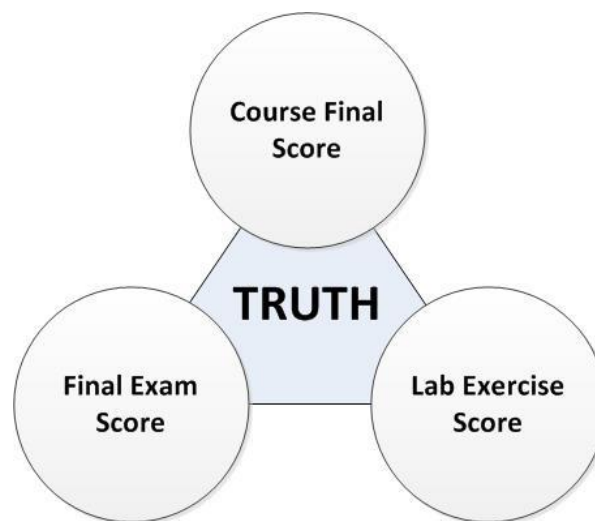 Course Final
Score
TRUTH
Final Exam
Score
Lab Exercise
Score